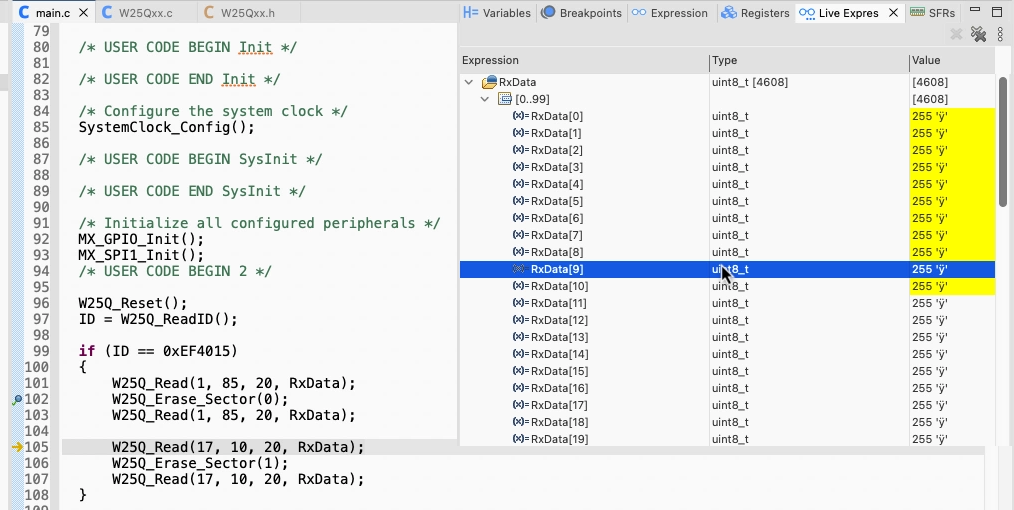 main.c W25Qxx.c W25Qxx.h
79
80 /* USER CODE BEGIN Init */
81
82 /* USER CODE END Init */
83
84 /* Configure the system clock */
85 SystemClock_Config();
86
87 /* USER CODE BEGIN SysInit */
88
89 /* USER CODE END SysInit */
90
91 /* Initialize all configured peripherals */
92 MX_GPIO_Init();
93 MX_SPI1_Init();
94 /* USER CODE BEGIN 2 */
95
96 W25Q_Reset();
97 ID = W25Q_ReadID();
98
99 if (ID == 0xEF4015)
100 {
101 W25Q_Read(1, 85, 20, RxData);
102 W25Q_Erase_Sector(0);
103 W25Q_Read(1, 85, 20, RxData);
104
105 W25Q_Read(17, 10, 20, RxData);
106 W25Q_Erase_Sector(1);
107 W25Q_Read(17, 10, 20, RxData);
108 }
Variables Breakpoints Expression Registers Live Expres SFRs
Expression Type Value
RxData uint8_t [4608] [4608]
[0..99] [4608]
(x)= RxData[0] uint8_t 255 'ÿ'
(x)= RxData[1] uint8_t 255 'ÿ'
(x)= RxData[2] uint8_t 255 'ÿ'
(x)= RxData[3] uint8_t 255 'ÿ'
(x)= RxData[4] uint8_t 255 'ÿ'
(x)= RxData[5] uint8_t 255 'ÿ'
(x)= RxData[6] uint8_t 255 'ÿ'
(x)= RxData[7] uint8_t 255 'ÿ'
(x)= RxData[8] uint8_t 255 'ÿ'
(x)= RxData[9] uint8_t 255 'ÿ'
(x)= RxData[10] uint8_t 255 'ÿ'
(x)= RxData[11] uint8_t 255 'ÿ'
(x)= RxData[12] uint8_t 255 'ÿ'
(x)= RxData[13] uint8_t 255 'ÿ'
(x)= RxData[14] uint8_t 255 'ÿ'
(x)= RxData[15] uint8_t 255 'ÿ'
(x)= RxData[16] uint8_t 255 'ÿ'
(x)= RxData[17] uint8_t 255 'ÿ'
(x)= RxData[18] uint8_t 255 'ÿ'
(x)= RxData[19] uint8_t 255 'ÿ'